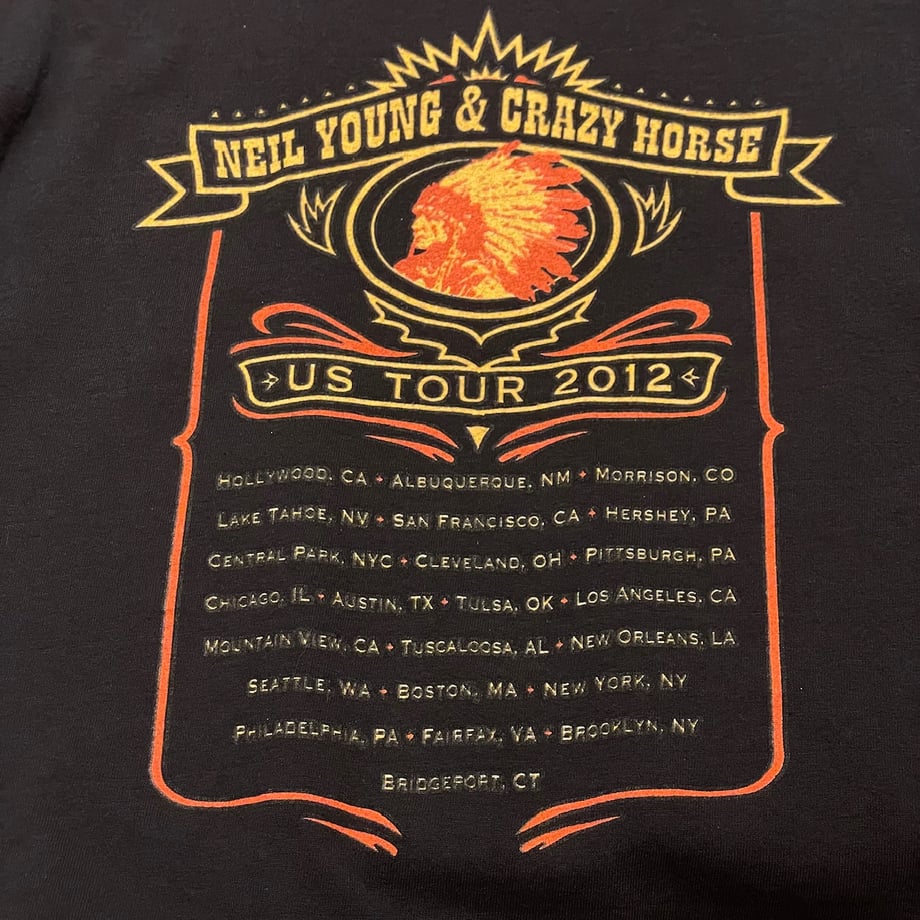 NEIL YOUNG & CRAZY HORSE
US TOUR 2012
HOLLYWOOD, CA • ALBUQUERQUE, NM • MORRISON, CO
LAKE TAHOE, NV • SAN FRANCISCO, CA • HERSHEY, PA
CENTRAL PARK, NYC • CLEVELAND, OH • PITTSBURGH, PA
CHICAGO, IL • AUSTIN, TX • TULSA, OK • LOS ANGELES, CA
MOUNTAIN VIEW, CA • TUSCALOOSA, AL • NEW ORLEANS, LA
SEATTLE, WA • BOSTON, MA • NEW YORK, NY
PHILADELPHIA, PA • FAIRFAX, VA • BROOKLYN, NY
BRIDGEPORT, CT